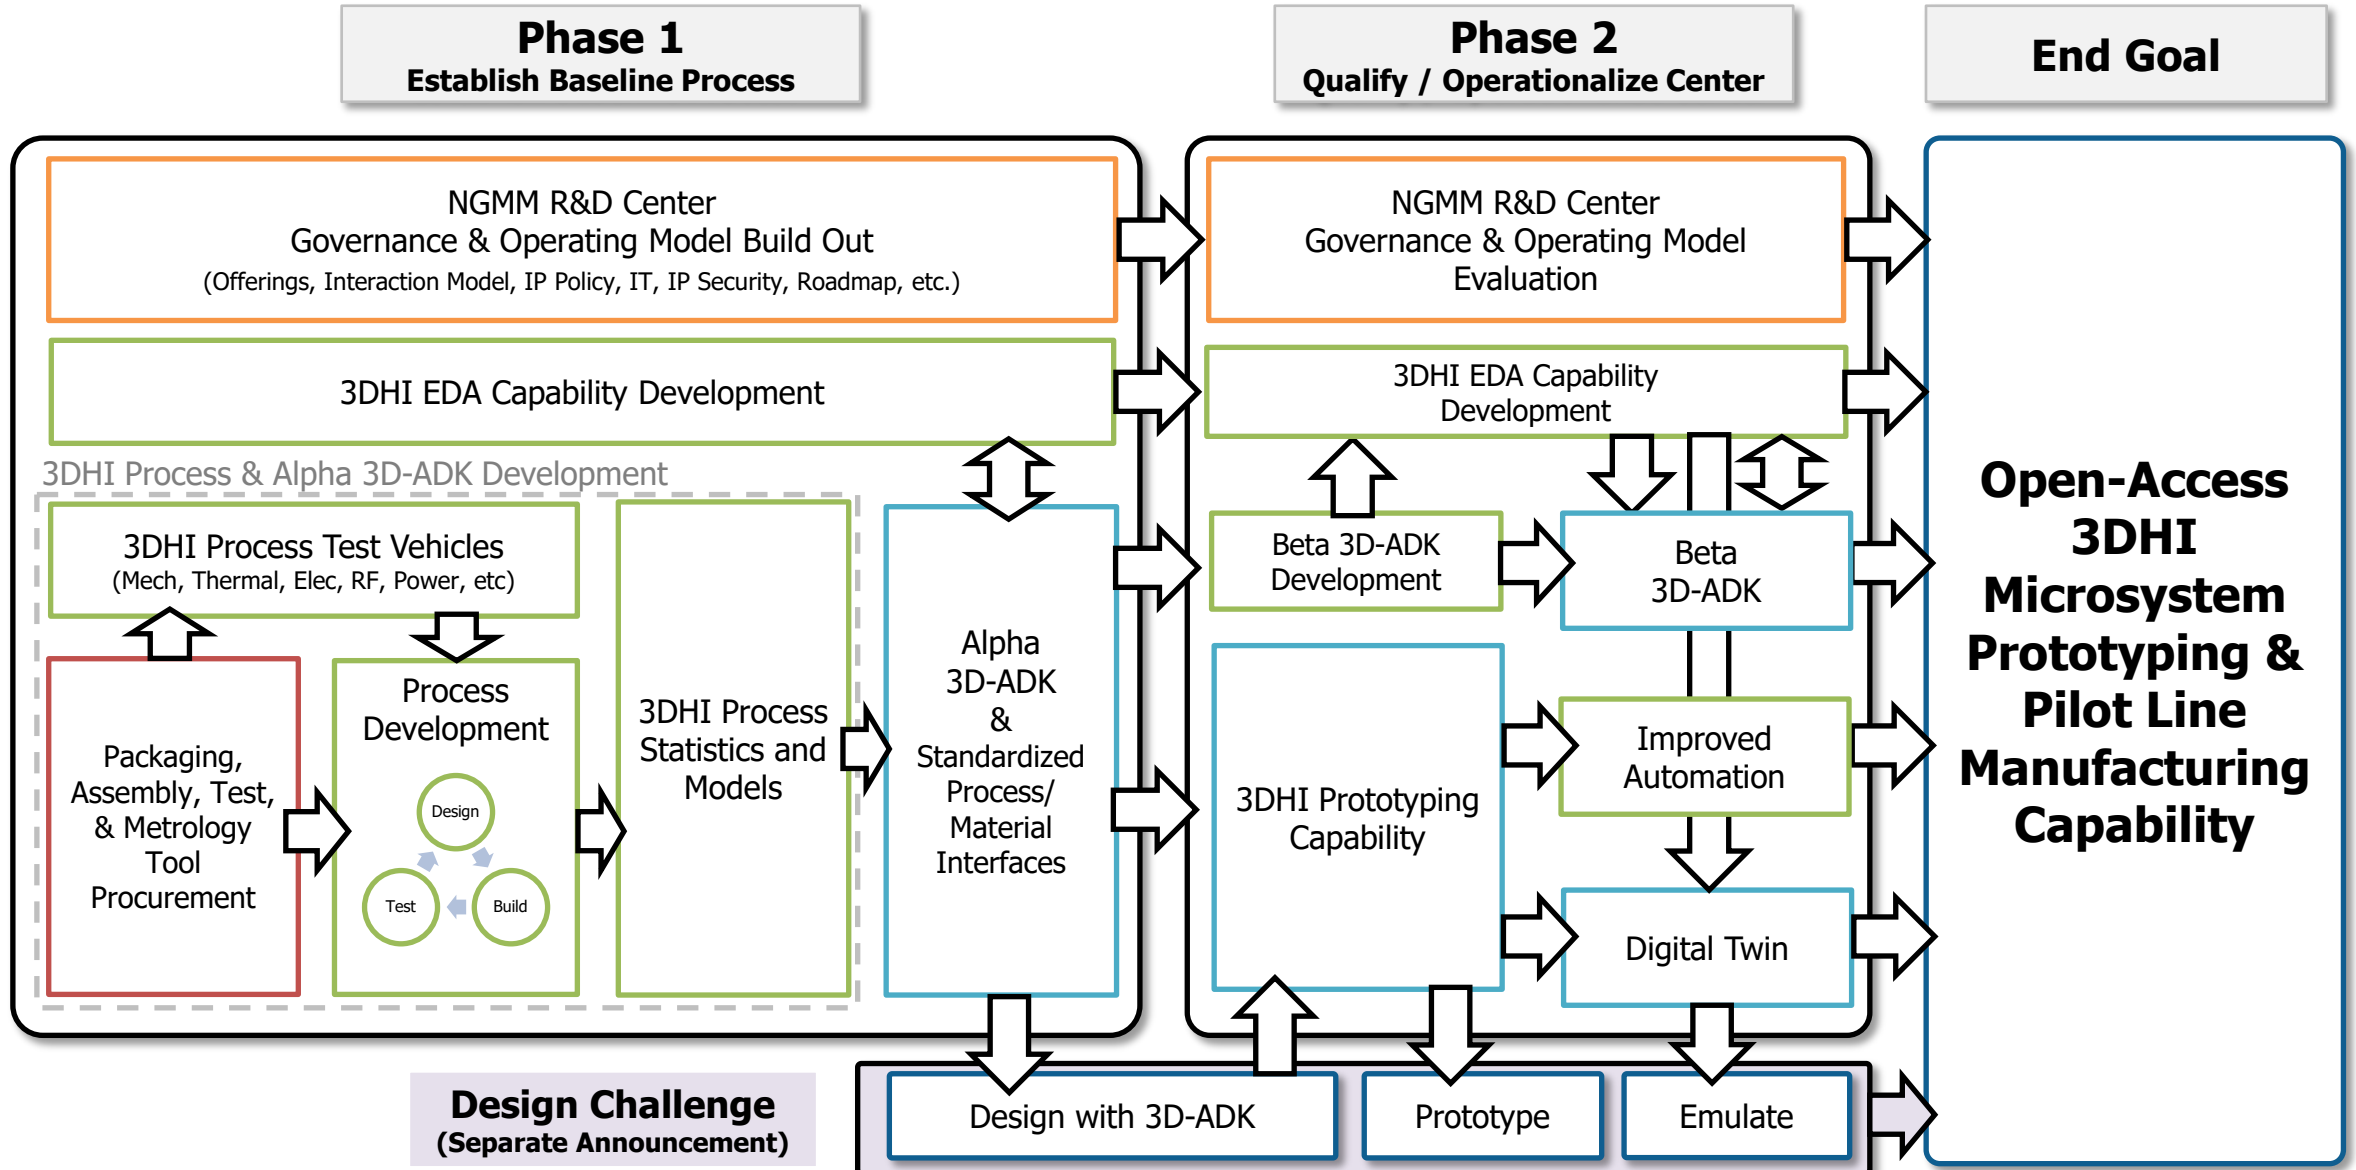 Phase 1
Establish Baseline Process
Phase 2
Qualify / Operationalize Center
End Goal
NGMM R&D Center
Governance & Operating Model Build Out
(Offerings, Interaction Model, IP Policy, IT, IP Security, Roadmap, etc.)
NGMM R&D Center
Governance & Operating Model
Evaluation
3DHI EDA Capability Development
3DHI EDA Capability
Development
3DHI Process & Alpha 3D-ADK Development
3DHI Process Test Vehicles
(Mech, Thermal, Elec, RF, Power, etc)
Packaging,
Assembly, Test,
& Metrology
Tool
Procurement
Process
Development
Design
Test
Build
3DHI Process
Statistics and
Models
Alpha
3D-ADK
&
Standardized
Process/
Material
Interfaces
Beta 3D-ADK
Development
Beta
3D-ADK
3DHI Prototyping
Capability
Improved
Automation
Digital Twin
Open-Access
3DHI
Microsystem
Prototyping &
Pilot Line
Manufacturing
Capability
Design Challenge
(Separate Announcement)
Design with 3D-ADK
Prototype
Emulate